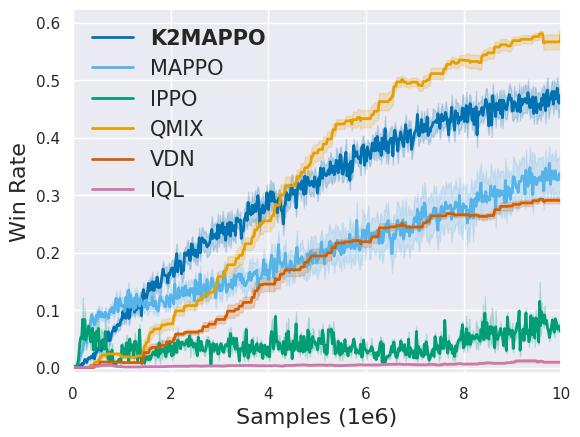 K2MAPPO
MAPPO
IPPO
QMIX
VDN
IQL
Win Rate
0.6
0.5
0.4
0.3
0.2
0.1
0.0
0 2 4 6 8 10
Samples (1e6)